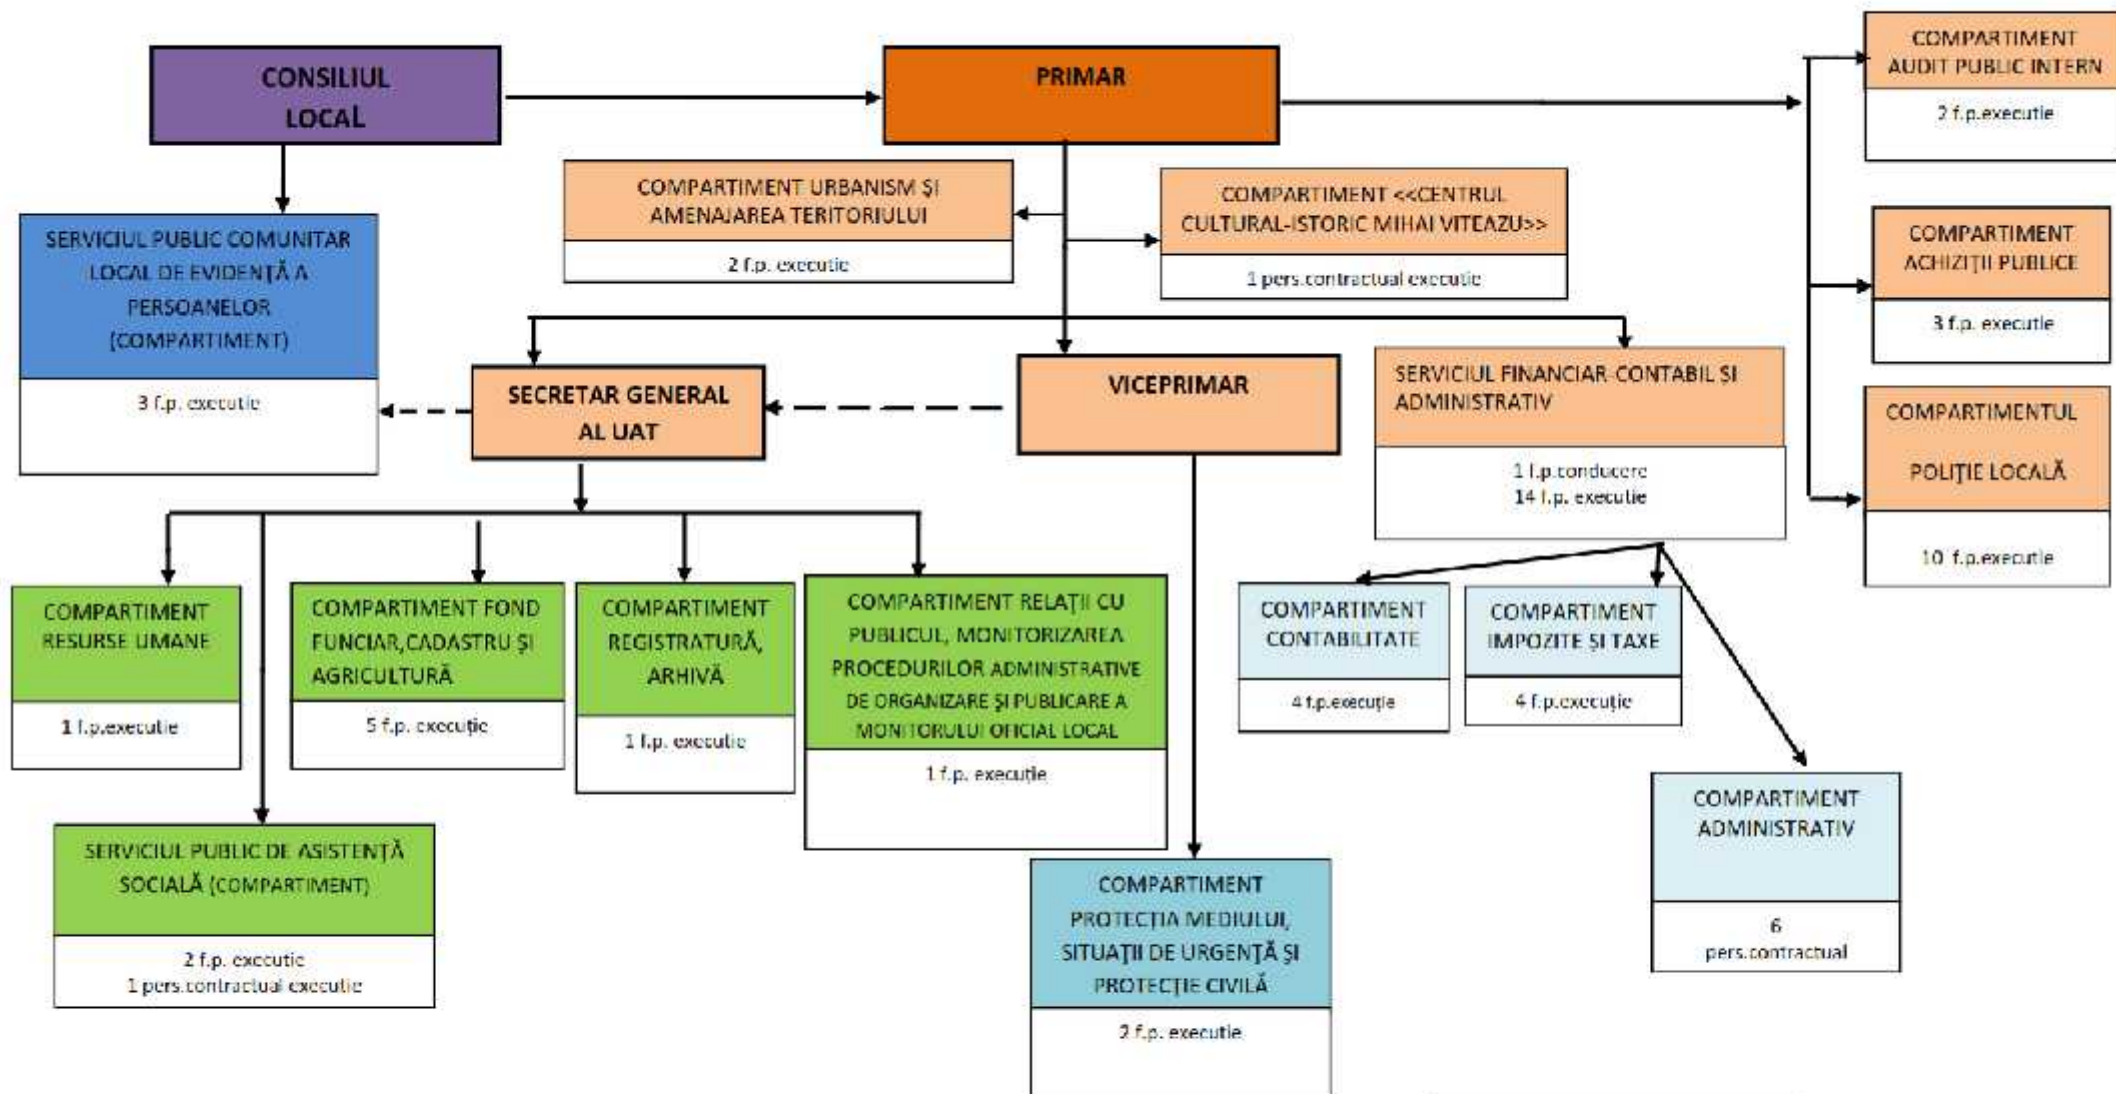 CONSILIUL
LOCAL
PRIMAR
COMPARTIMENT
AUDIT PUBLIC INTERN
2 f.p.executie
COMPARTIMENT URBANISM ȘI
AMENAJAREA TERITORIULUI
2 f.p. executie
COMPARTIMENT <<CENTRUL
CULTURAL-ISTORIC MIHAI VITEAZU>>
1 pers.contractual executie
SERVICIUL PUBLIC COMUNITAR
LOCAL DE EVIDENȚĂ A
PERSOANELOR
(COMPARTIMENT)
3 f.p. executie
COMPARTIMENT
ACHIZIȚII PUBLICE
3 f.p. executie
SECRETAR GENERAL
AL UAT
VICEPRIMAR
SERVICIUL FINANCIAR-CONTABIL ȘI
ADMINISTRATIV
1 f.p.conducere
14 f.p. executie
COMPARTIMENTUL
POLIȚIE LOCALĂ
10 f.p.executie
COMPARTIMENT
RESURSE UMANE
1 f.p.executie
COMPARTIMENT FOND
FUNCIAR,CADASTRU ȘI
AGRICULTURĂ
5 f.p. execuție
COMPARTIMENT
REGISTRATURĂ,
ARHIVĂ
1 f.p. executie
COMPARTIMENT RELAȚII CU
PUBLICUL, MONITORIZAREA
PROCEDURILOR ADMINISTRATIVE
DE ORGANIZARE ȘI PUBLICARE A
MONITORULUI OFICIAL LOCAL
1 f.p. execuție
COMPARTIMENT
CONTABILITATE
4 f.p.execuție
COMPARTIMENT
IMPOZITE ȘI TAXE
4 f.p.execuție
SERVICIUL PUBLIC DE ASISTENȚĂ
SOCIALĂ (COMPARTIMENT)
2 f.p. executie
1 pers.contractual executie
COMPARTIMENT
PROTECȚIA MEDIULUI,
SITUAȚII DE URGENȚĂ ȘI
PROTECȚIE CIVILĂ
2 f.p. executie
COMPARTIMENT
ADMINISTRATIV
6
pers.contractual